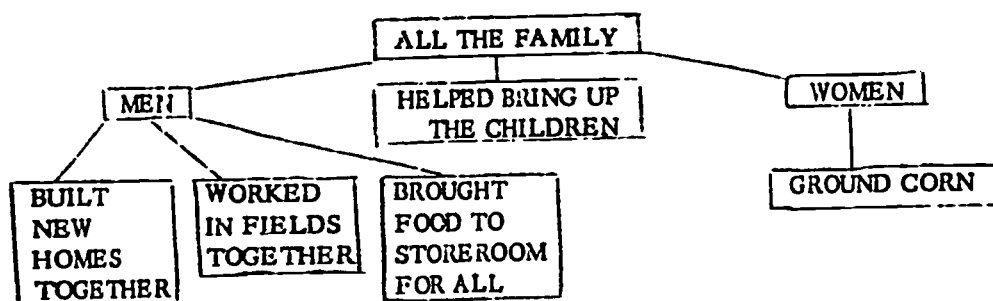 ALL THE FAMILY
MEN
HELPED BRING UP
THE CHILDREN
WOMEN
BUILT
NEW
HOMES
TOGETHER
WORKED
IN FIELDS
TOGETHER
BROUGHT
FOOD TO
STOREROOM
FOR ALL
GROUND CORN